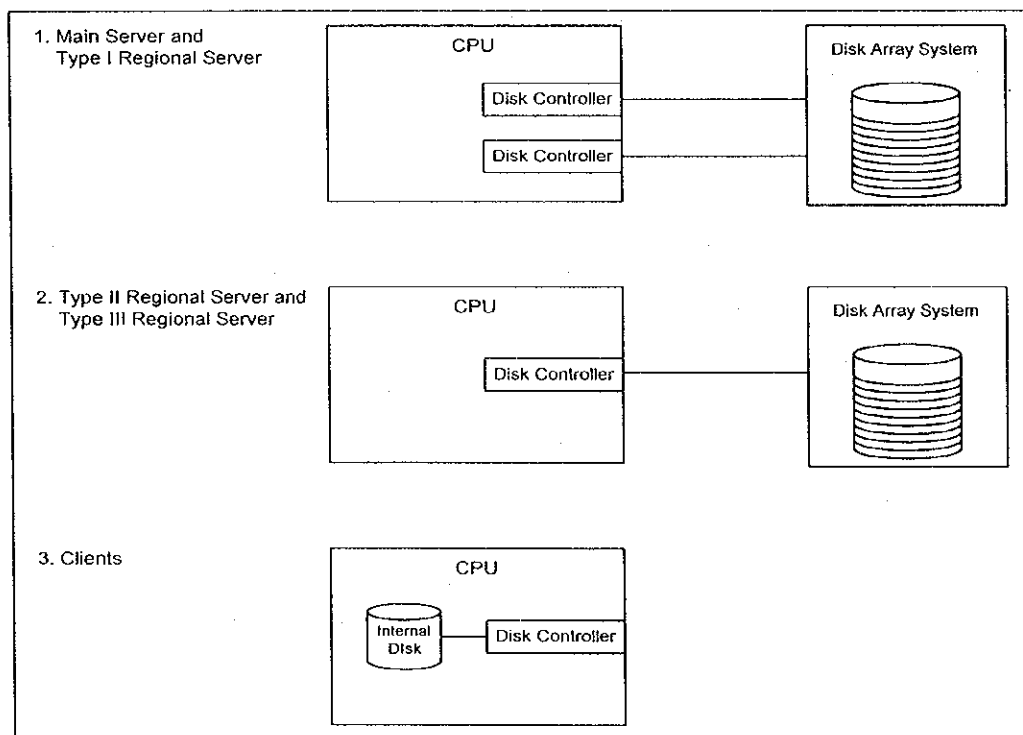 1. Main Server and
Type I Regional Server
CPU
Disk Controller
Disk Controller
Disk Array System
2. Type II Regional Server and
Type III Regional Server
CPU
Disk Controller
Disk Array System
3. Clients
CPU
Internal
Disk
Disk Controller